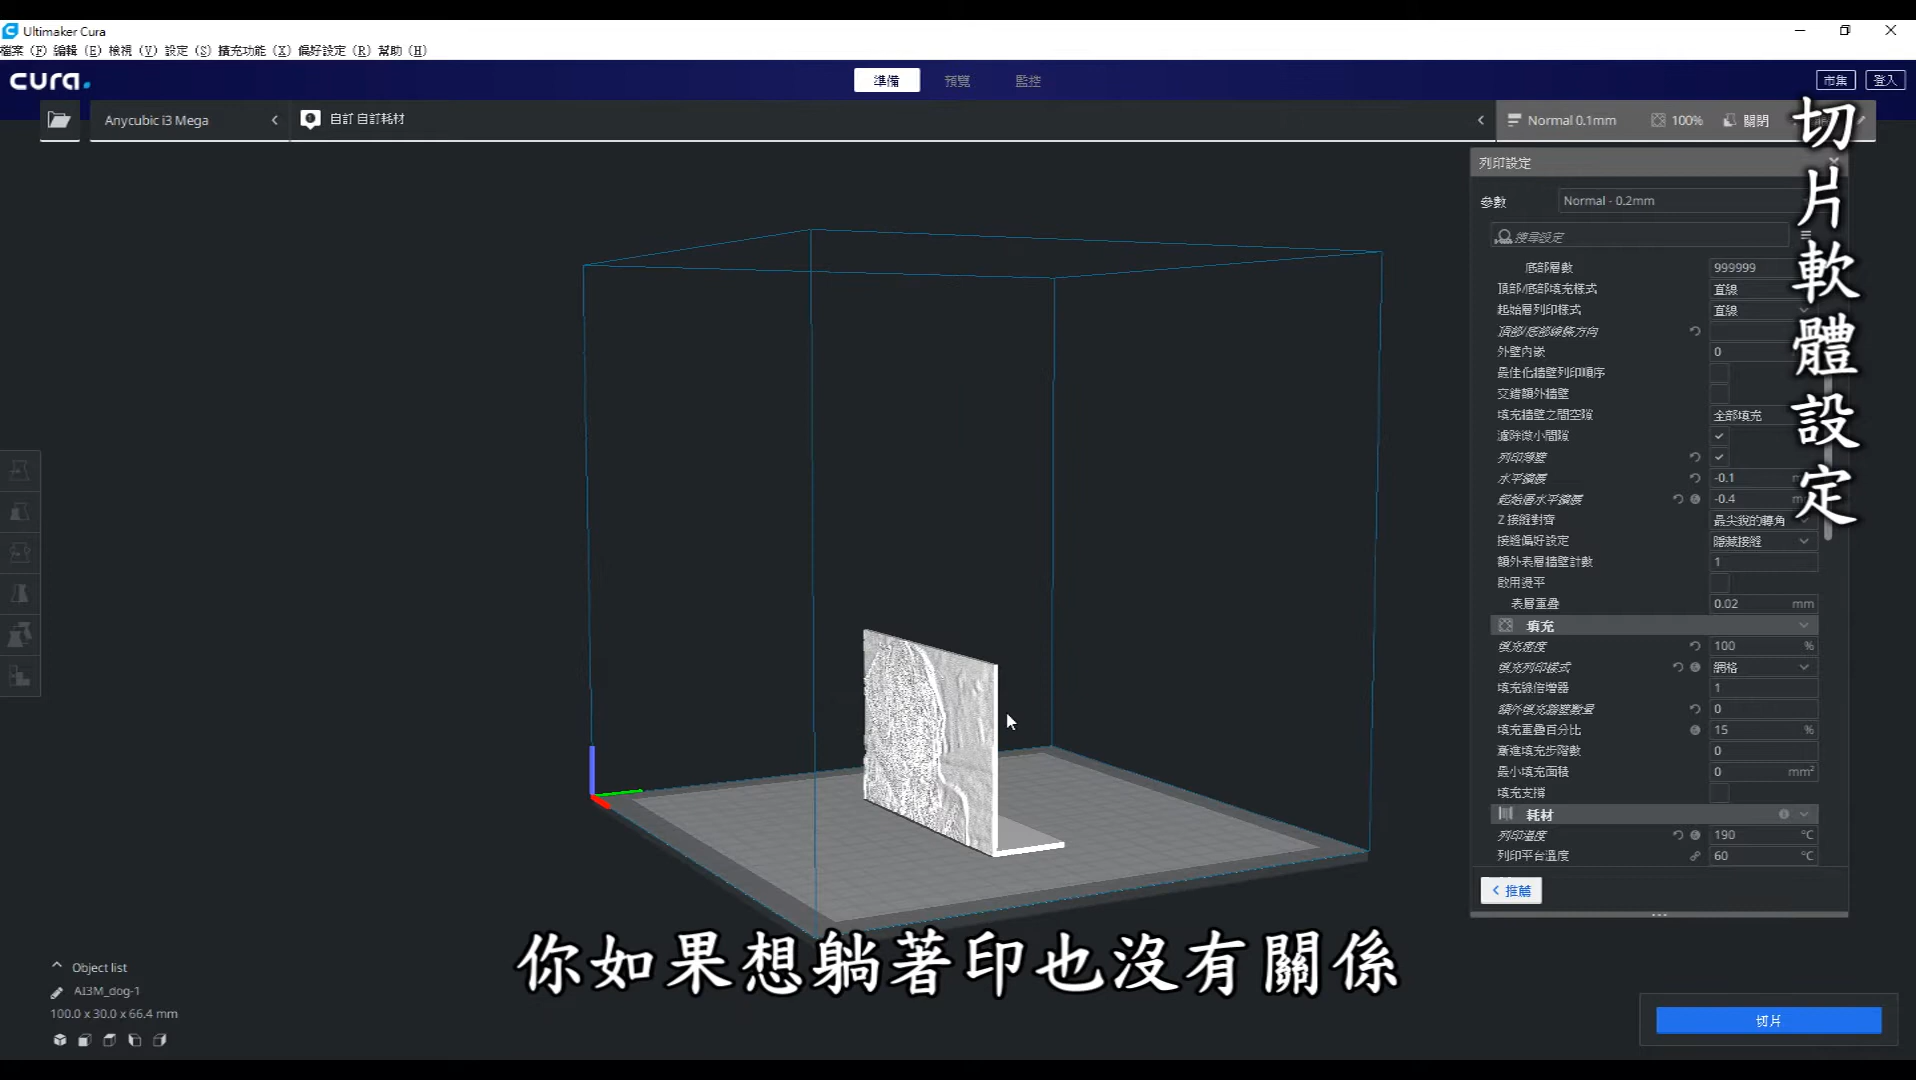 Ultimaker Cura
檔案 (F) 編輯 (E) 檢視 (V) 設定 (S) 擴充功能 (X) 偏好設定 (R) 幫助 (H)
cura.
準備
預覽
監控
市集
登入
Anycubic i3 Mega
自訂 自訂耗材
Normal 0.1mm
100%
關閉
切片軟體設定
列印設定
參數
Normal - 0.2mm
搜尋設定
底部層數 999999
頂部/底部填充樣式 直線
起始層列印樣式 直線
頂部/底部線條方向
外壁內嵌 0
最佳化牆壁列印順序
交錯額外牆壁
填充牆壁之間空隙 全部填充
濾除微小間隙
列印薄壁
水平擴展 -0.1
起始層水平擴展 -0.4
Z 接縫對齊 最尖銳的轉角
接縫偏好設定 隱藏接縫
額外表層牆壁計數 1
啟用燙平
表層重疊 0.02 mm
填充
填充密度 100 %
填充列印樣式 網格
填充線倍增器 1
額外填充牆壁數量 0
填充重疊百分比 15 %
漸進填充步階數 0
最小填充面積 0 mm²
填充支撐
耗材
列印溫度 190 °C
列印平台溫度 60 °C
推薦
你如果想躺著印也沒有關係
Object list
AI3M_dog-1
100.0 x 30.0 x 66.4 mm
切片